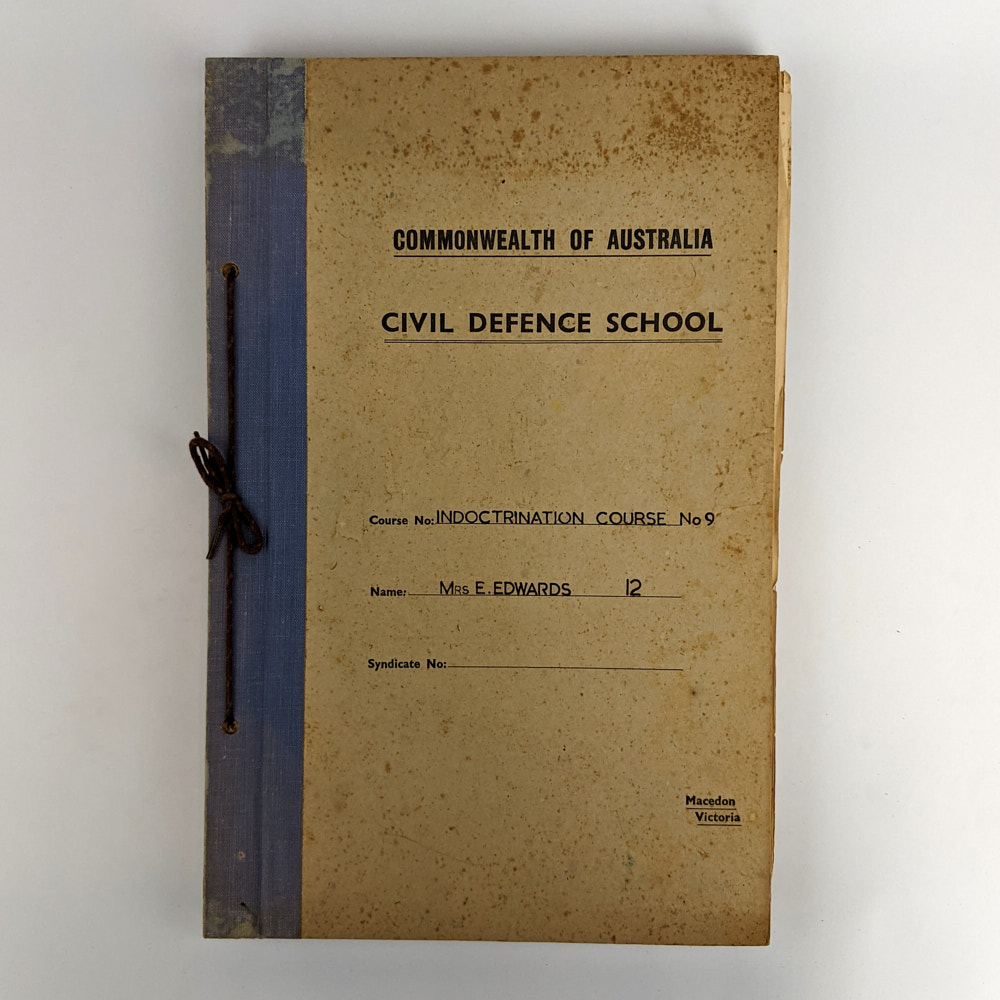 COMMONWEALTH OF AUSTRALIA
CIVIL DEFENCE SCHOOL
Course No: INDOCTRINATION COURSE No 9
Name: MRS E. EDWARDS 12
Syndicate No:
Macedon
Victoria